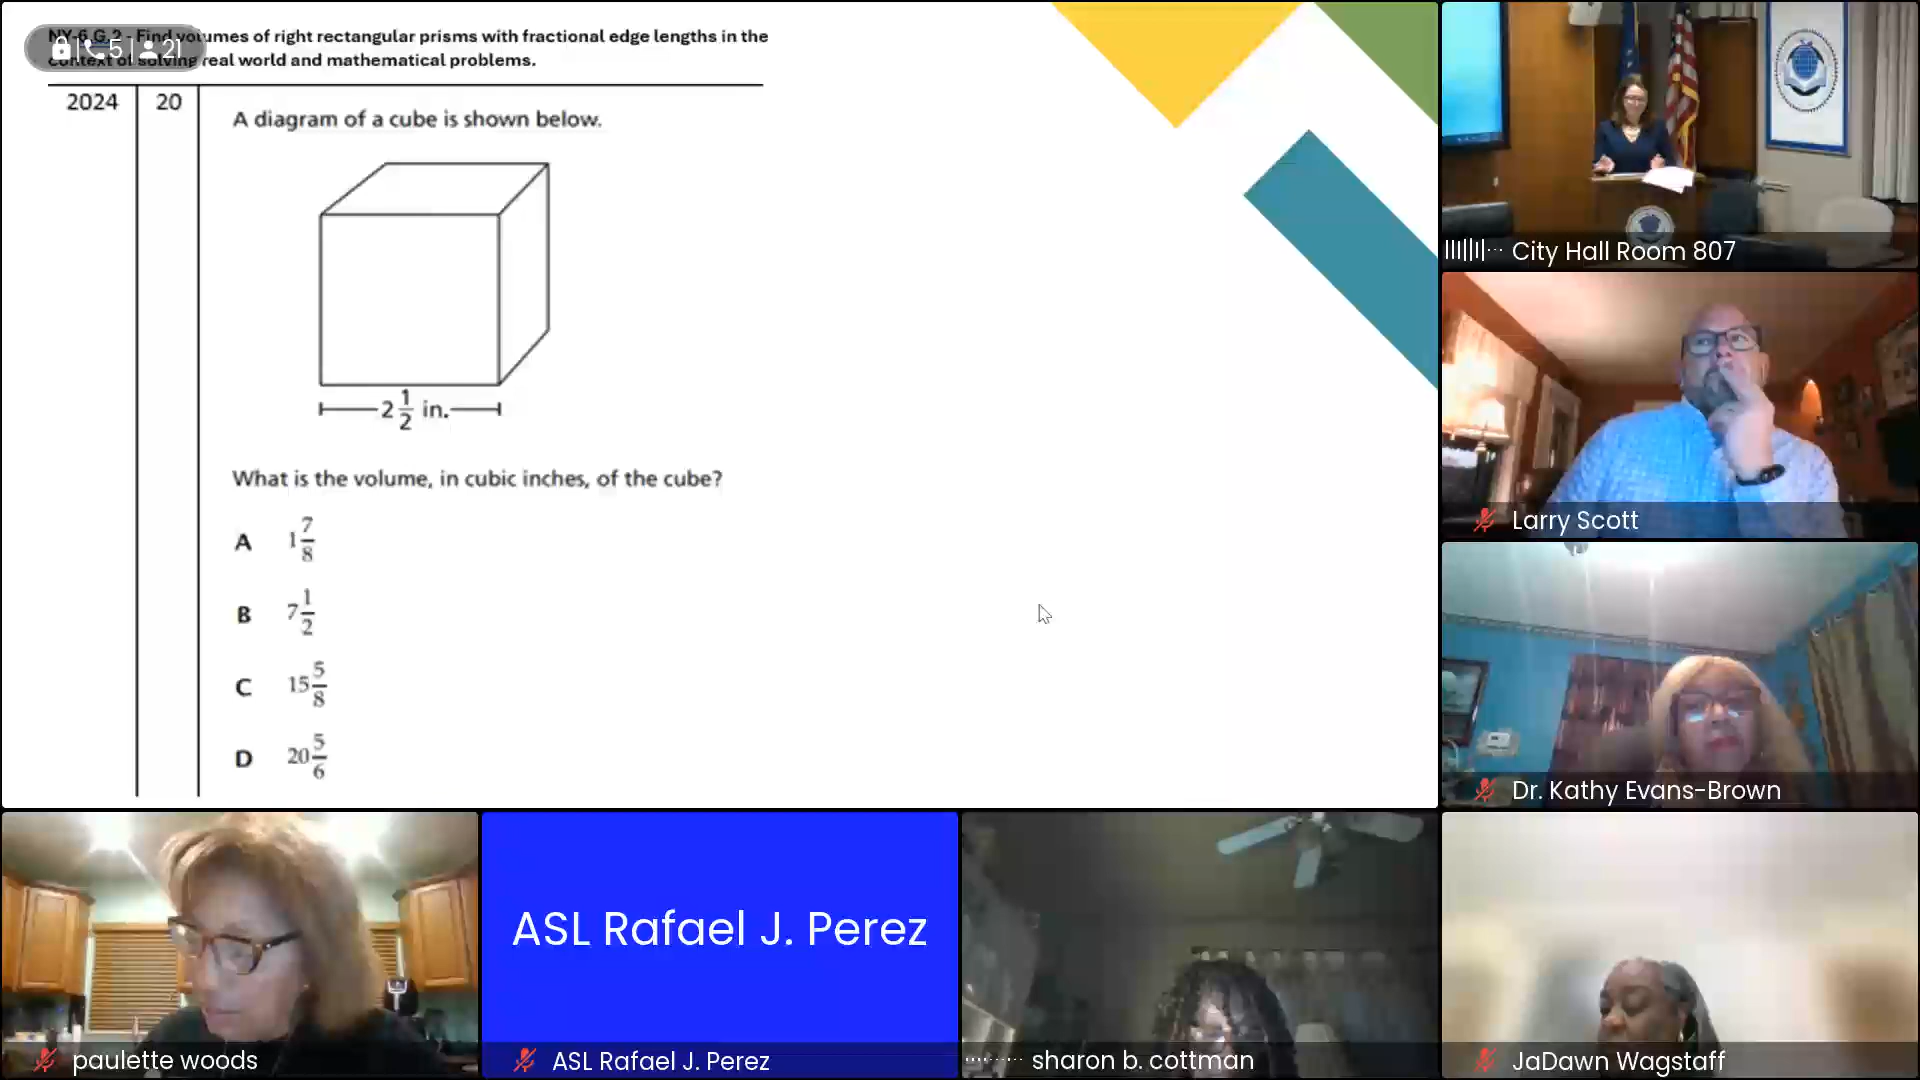 NY-6.G.2 - Find volumes of right rectangular prisms with fractional edge lengths in the
context of solving real world and mathematical problems.
5 21
2024 20
A diagram of a cube is shown below.
2 1/2 in.
What is the volume, in cubic inches, of the cube?
A 1 7/8
B 7 1/2
C 15 5/8
D 20 5/6
City Hall Room 807
Larry Scott
Dr. Kathy Evans-Brown
paulette woods
ASL Rafael J. Perez
ASL Rafael J. Perez
sharon b. cottman
JaDawn Wagstaff